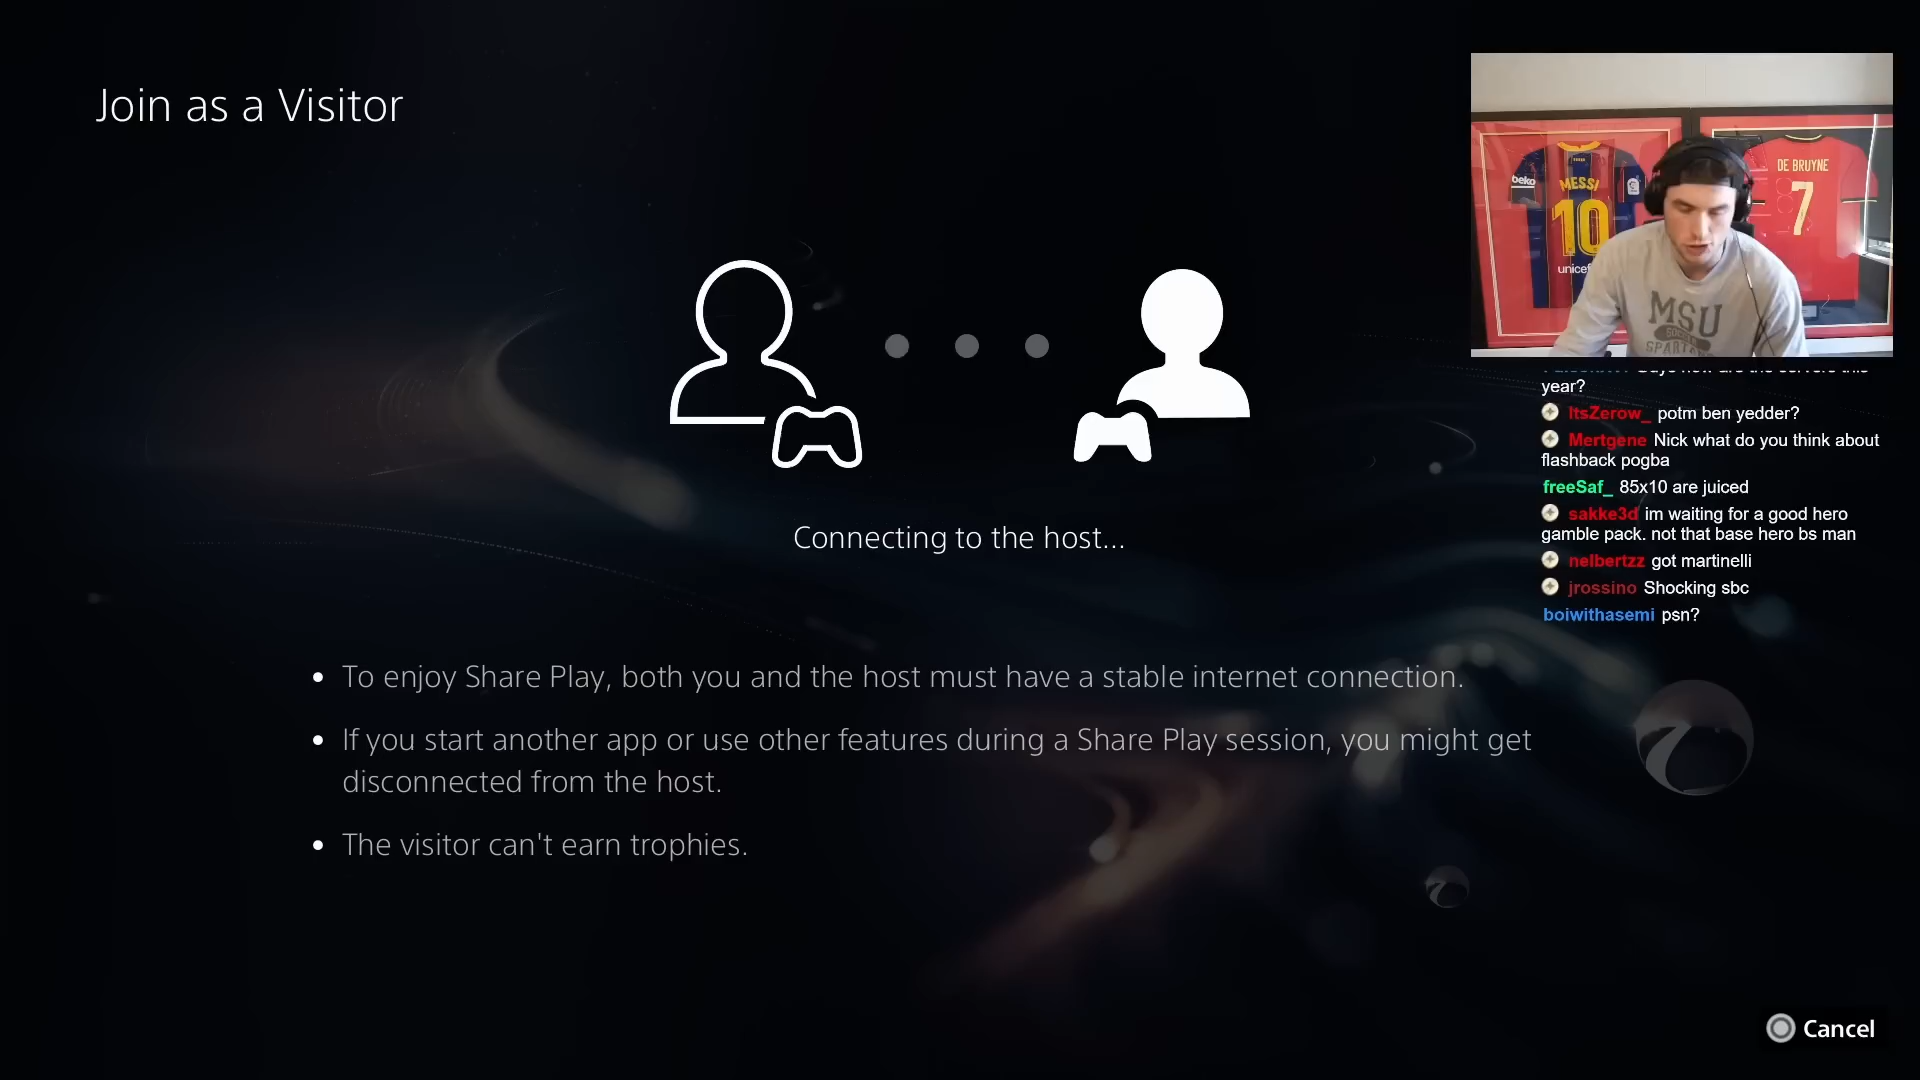 Join as a Visitor
beko
MESSI
10
unicef
DE BRUYNE
7
MSU
SOCCER
SPARTANS
year?
ItsZerow_ potm ben yedder?
Mertgene Nick what do you think about
flashback pogba
freeSaf_ 85x10 are juiced
sakke3d im waiting for a good hero
gamble pack. not that base hero bs man
nelbertzz got martinelli
jrossino Shocking sbc
boiwithasemi psn?
Connecting to the host...
• To enjoy Share Play, both you and the host must have a stable internet connection.
• If you start another app or use other features during a Share Play session, you might get
disconnected from the host.
• The visitor can't earn trophies.
Cancel